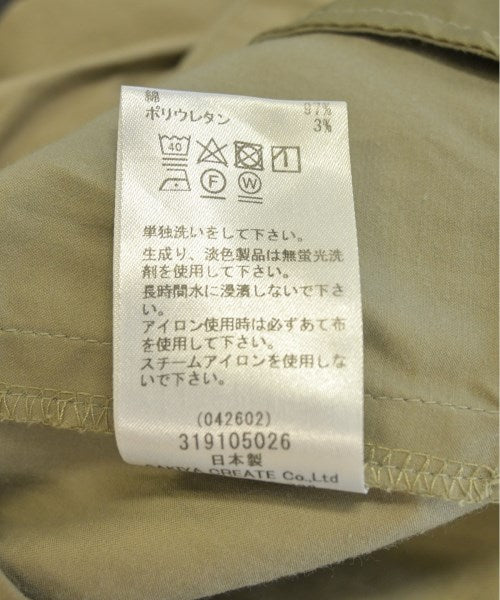 綿 97%
ポリウレタン 3%
40
F W
単独洗いをして下さい。
生成り、淡色製品は無蛍光洗
剤を使用して下さい。
長時間水に浸漬しないで下さ
い。
アイロン使用時は必ずあて布
を使用して下さい。
スチームアイロンを使用しな
いで下さい。
(042602)
319105026
日本製
CREATE Co.,Ltd